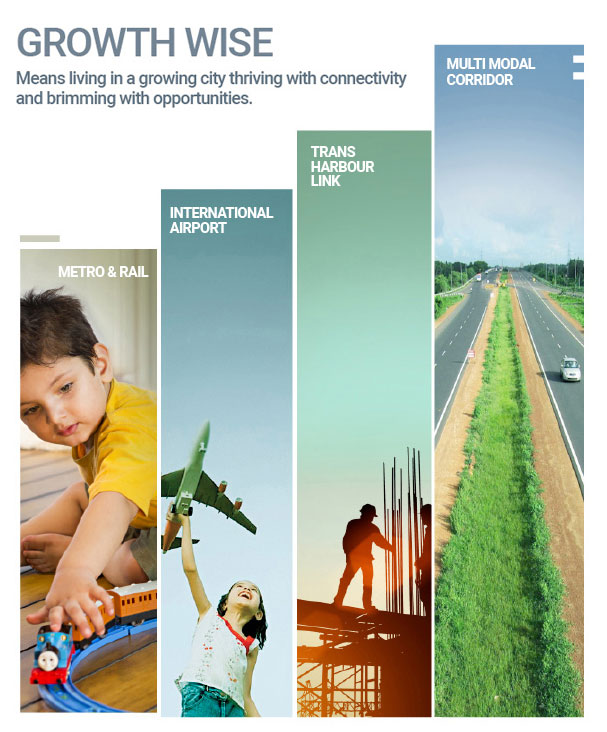 GROWTH WISE
Means living in a growing city thriving with connectivity
and brimming with opportunities.
METRO & RAIL
INTERNATIONAL
AIRPORT
TRANS
HARBOUR
LINK
MULTI MODAL
CORRIDOR